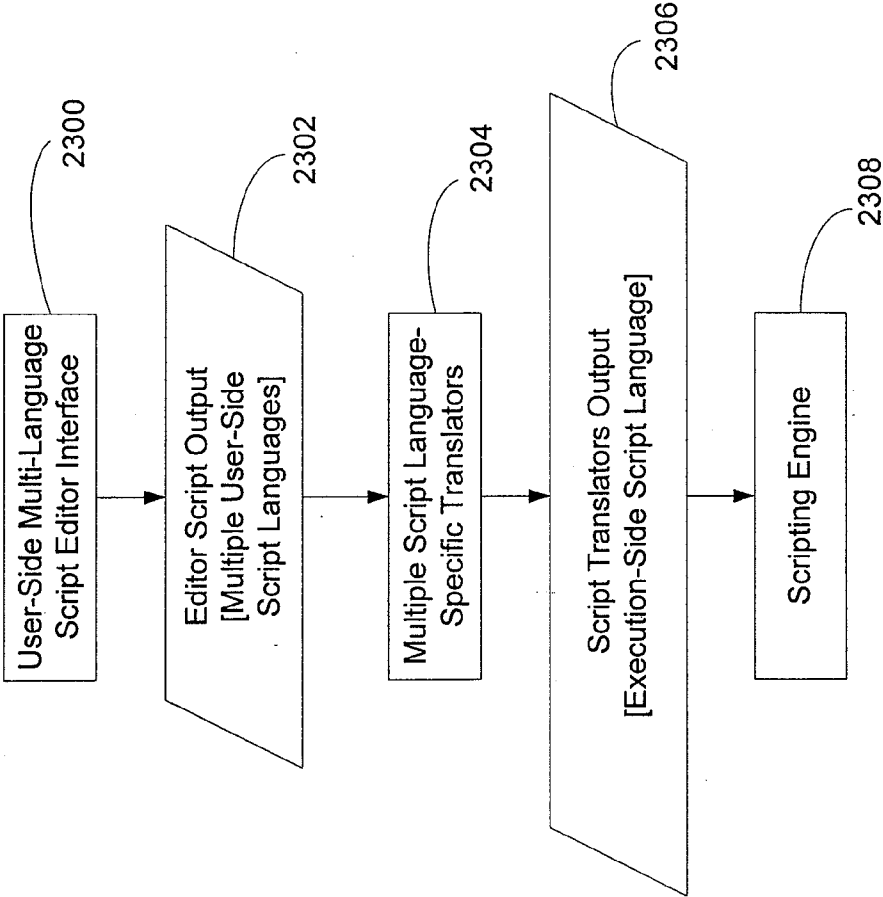 User-Side Multi-Language
Script Editor Interface
2300
Editor Script Output
[Multiple User-Side
Script Languages]
2302
Multiple Script Language-
Specific Translators
2304
Script Translators Output
[Execution-Side Script Language]
2306
Scripting Engine
2308